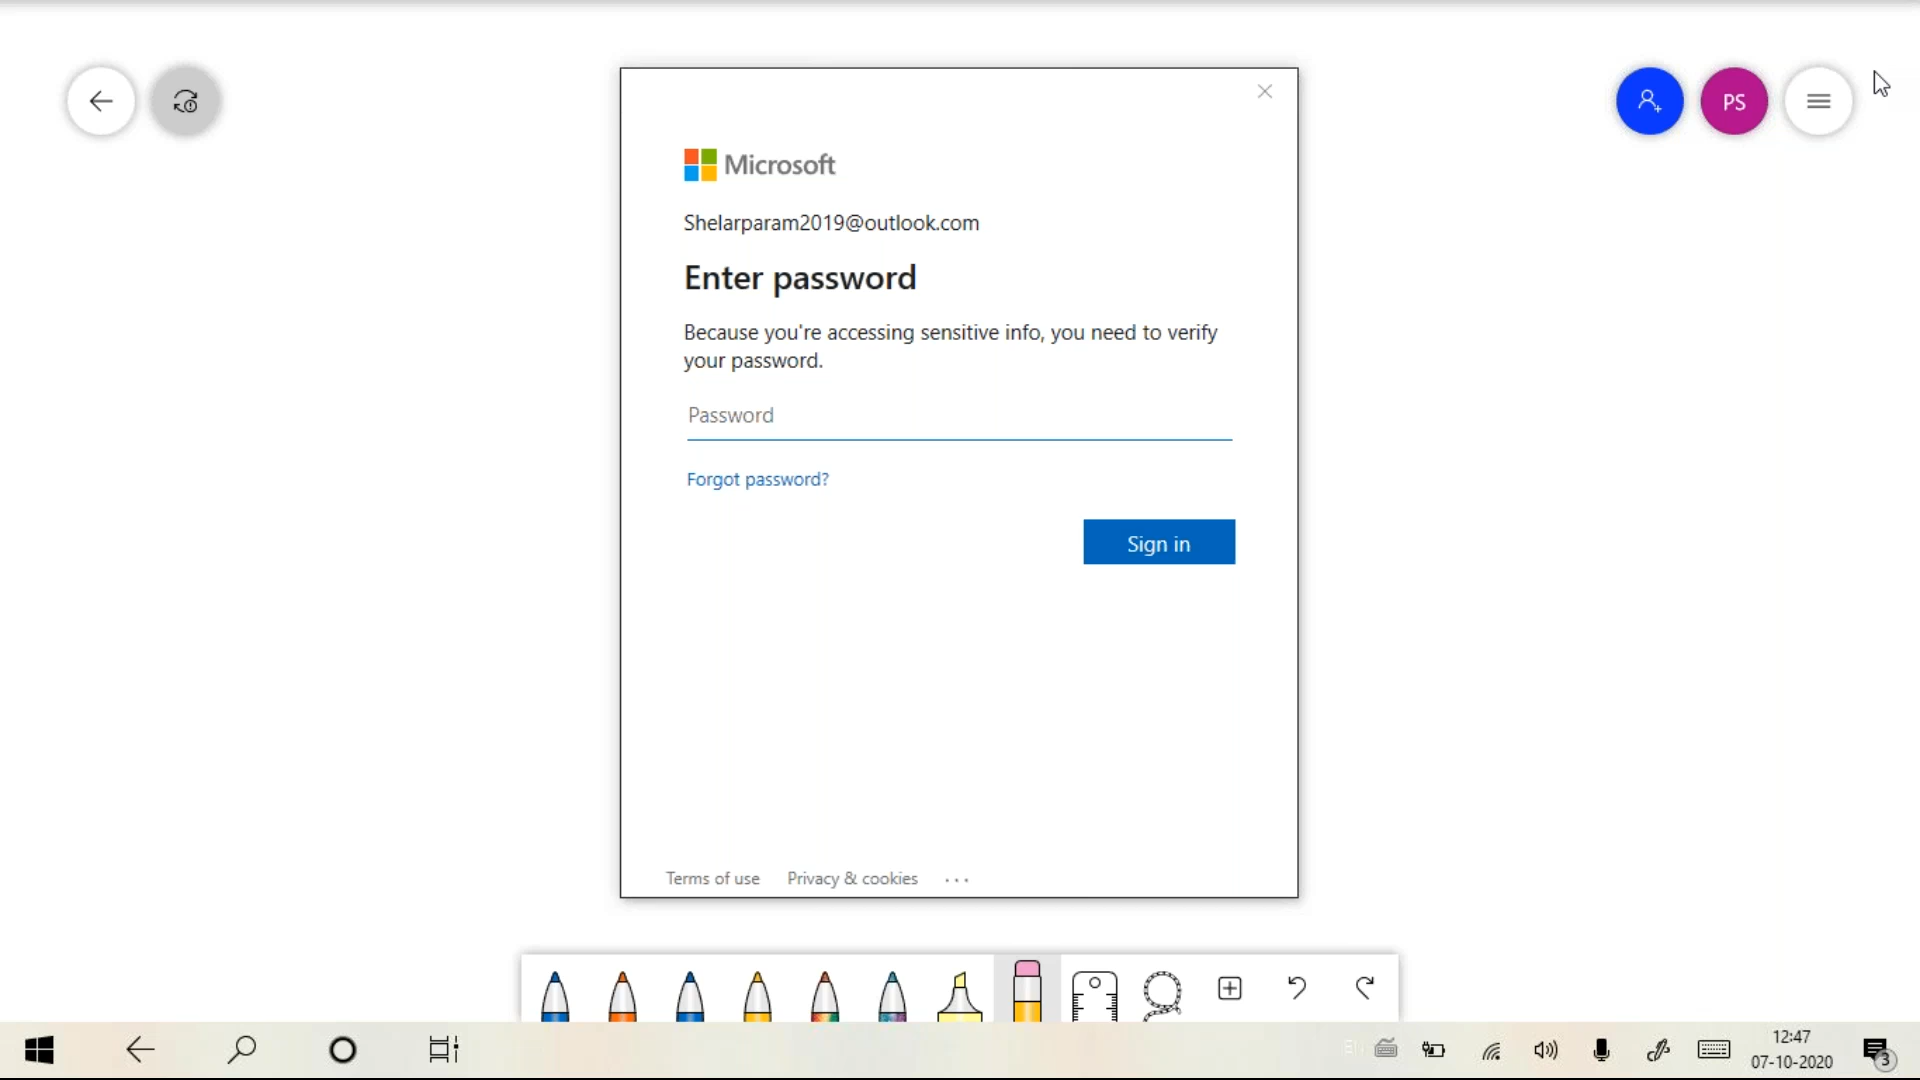 PS
Microsoft
Shelarparam2019@outlook.com
Enter password
Because you're accessing sensitive info, you need to verify
your password.
Password
Forgot password?
Sign in
Terms of use Privacy & cookies ...
12:47
07-10-2020
3